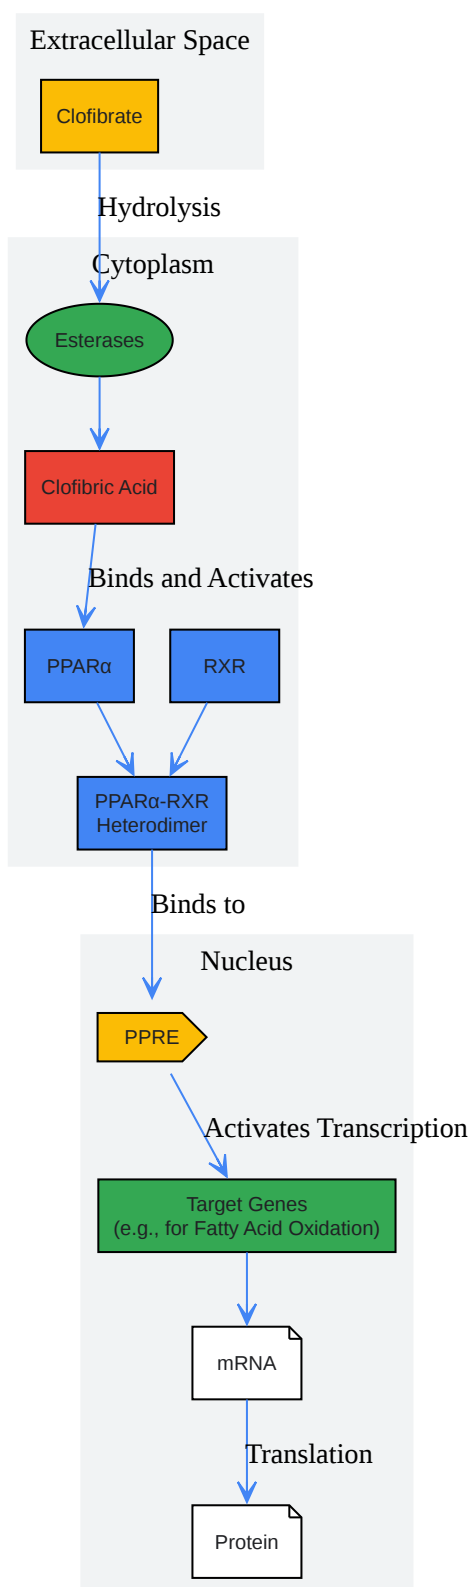 Extracellular Space
Clofibrate
Hydrolysis
Cytoplasm
Esterases
Clofibric Acid
Binds and Activates
PPARα
RXR
PPARα-RXR
Heterodimer
Binds to
Nucleus
PPRE
Activates Transcription
Target Genes
(e.g., for Fatty Acid Oxidation)
mRNA
Translation
Protein